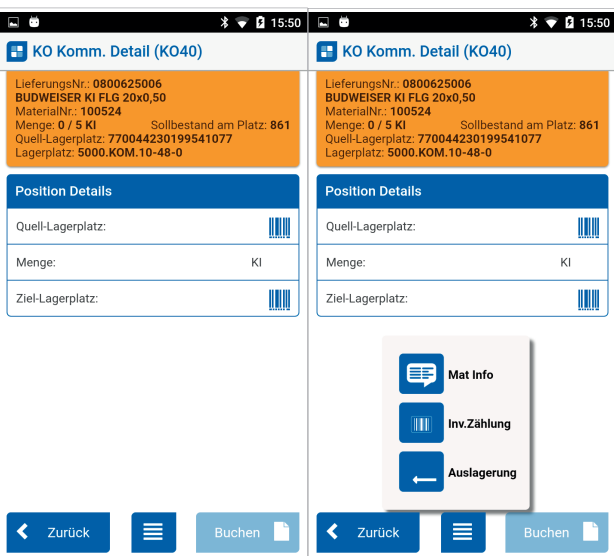 15:50
KO Komm. Detail (KO40)
LieferungsNr.: 0800625006
BUDWEISER KI FLG 20x0,50
MaterialNr.: 100524
Menge: 0 / 5 KI Sollbestand am Platz: 861
Quell-Lagerplatz: 770044230199541077
Lagerplatz: 5000.KOM.10-48-0
Position Details
Quell-Lagerplatz:
Menge: KI
Ziel-Lagerplatz:
Zurück
Buchen
15:50
KO Komm. Detail (KO40)
LieferungsNr.: 0800625006
BUDWEISER KI FLG 20x0,50
MaterialNr.: 100524
Menge: 0 / 5 KI Sollbestand am Platz: 861
Quell-Lagerplatz: 770044230199541077
Lagerplatz: 5000.KOM.10-48-0
Position Details
Quell-Lagerplatz:
Menge: KI
Ziel-Lagerplatz:
Mat Info
Inv.Zählung
Auslagerung
Zurück
Buchen